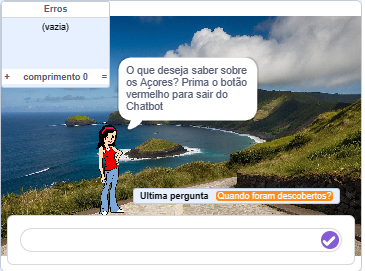 Erros
(vazia)
+ comprimento 0 =
O que deseja saber sobre
os Açores? Prima o botão
vermelho para sair do
Chatbot
Ultima pergunta Quando foram descobertos?